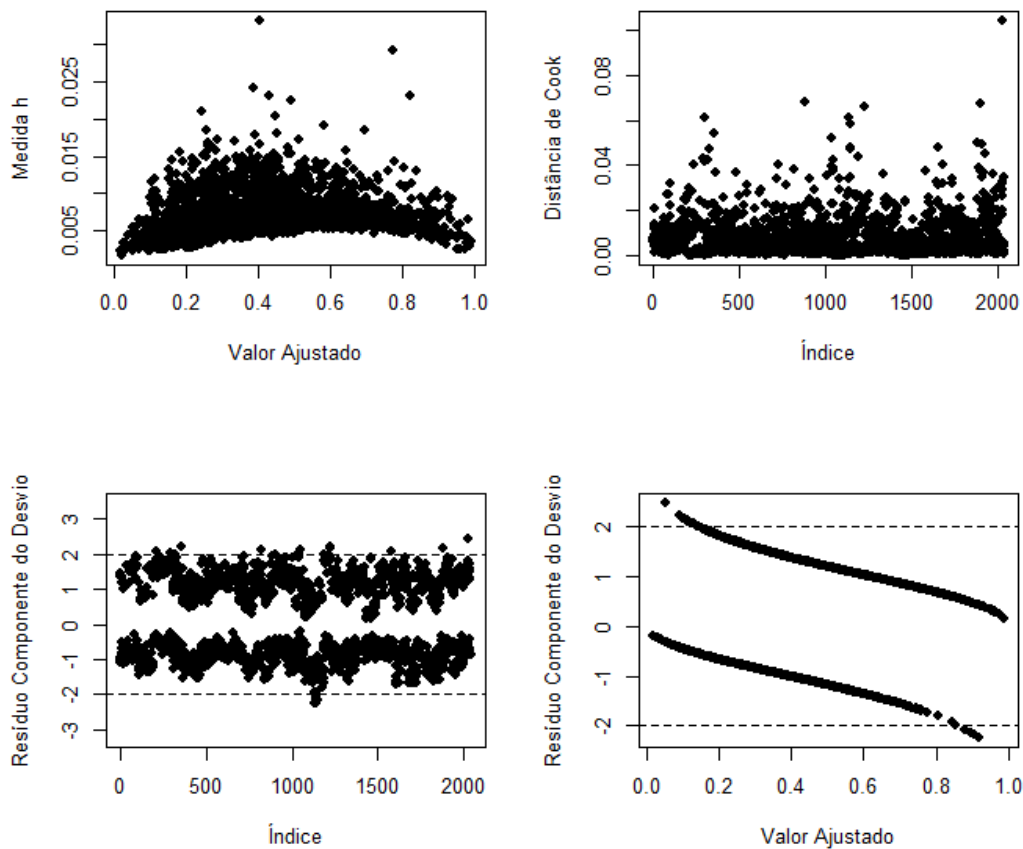 Medida h
0.005 0.015 0.025
0.0 0.2 0.4 0.6 0.8 1.0
Valor Ajustado
Distância de Cook
0.00 0.04 0.08
0 500 1000 1500 2000
Índice
Resíduo Componente do Desvio
-3 -2 -1 0 1 2 3
0 500 1000 1500 2000
Índice
Resíduo Componente do Desvio
-2 -1 0 1 2
0.0 0.2 0.4 0.6 0.8 1.0
Valor Ajustado